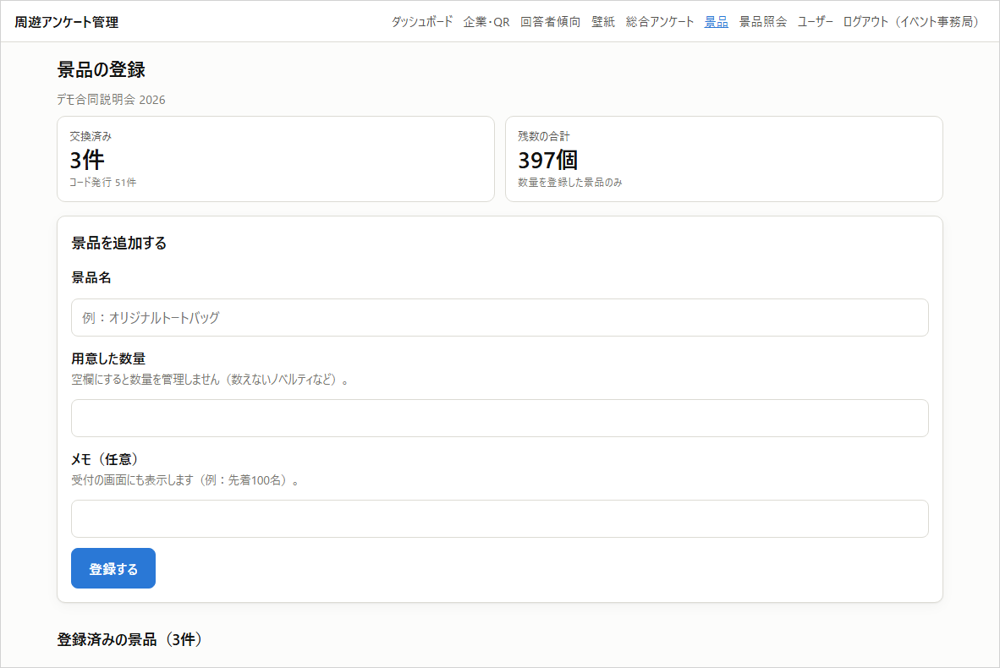 周遊アンケート管理
ダッシュボード 企業・QR 回答者傾向 壁紙 総合アンケート 景品 景品照会 ユーザー ログアウト（イベント事務局）
景品の登録
デモ合同説明会 2026
交換済み
3件
コード発行 51件
残数の合計
397個
数量を登録した景品のみ
景品を追加する
景品名
例：オリジナルトートバッグ
用意した数量
空欄にすると数量を管理しません（数えないノベルティなど）。
メモ（任意）
受付の画面にも表示します（例：先着100名）。
登録する
登録済みの景品（3件）